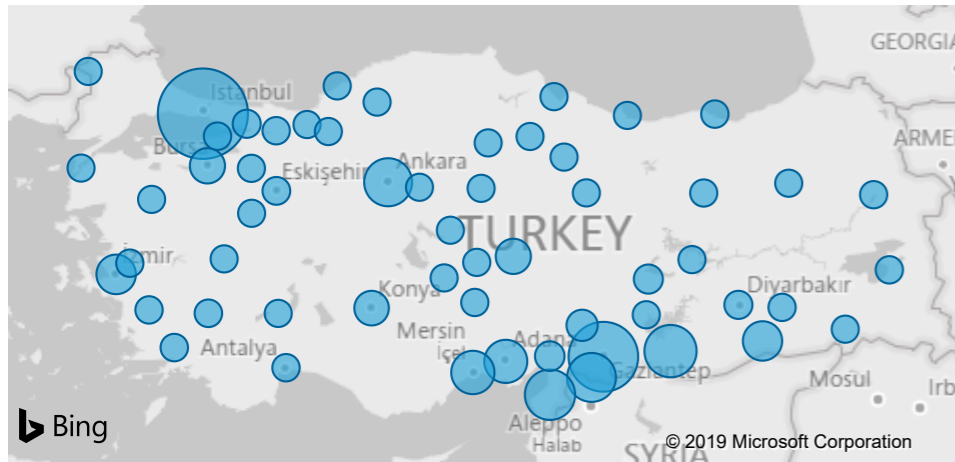 GEORGIA
Istanbul
ARME
Bursa
Eskişehir
Ankara
TURKEY
İzmir
Konya
Diyarbakır
Mersin
İçel
Adana
Antalya
Gaziantep
Mosul
Irb
Aleppo
Halab
Bing
SYRIA
© 2019 Microsoft Corporation